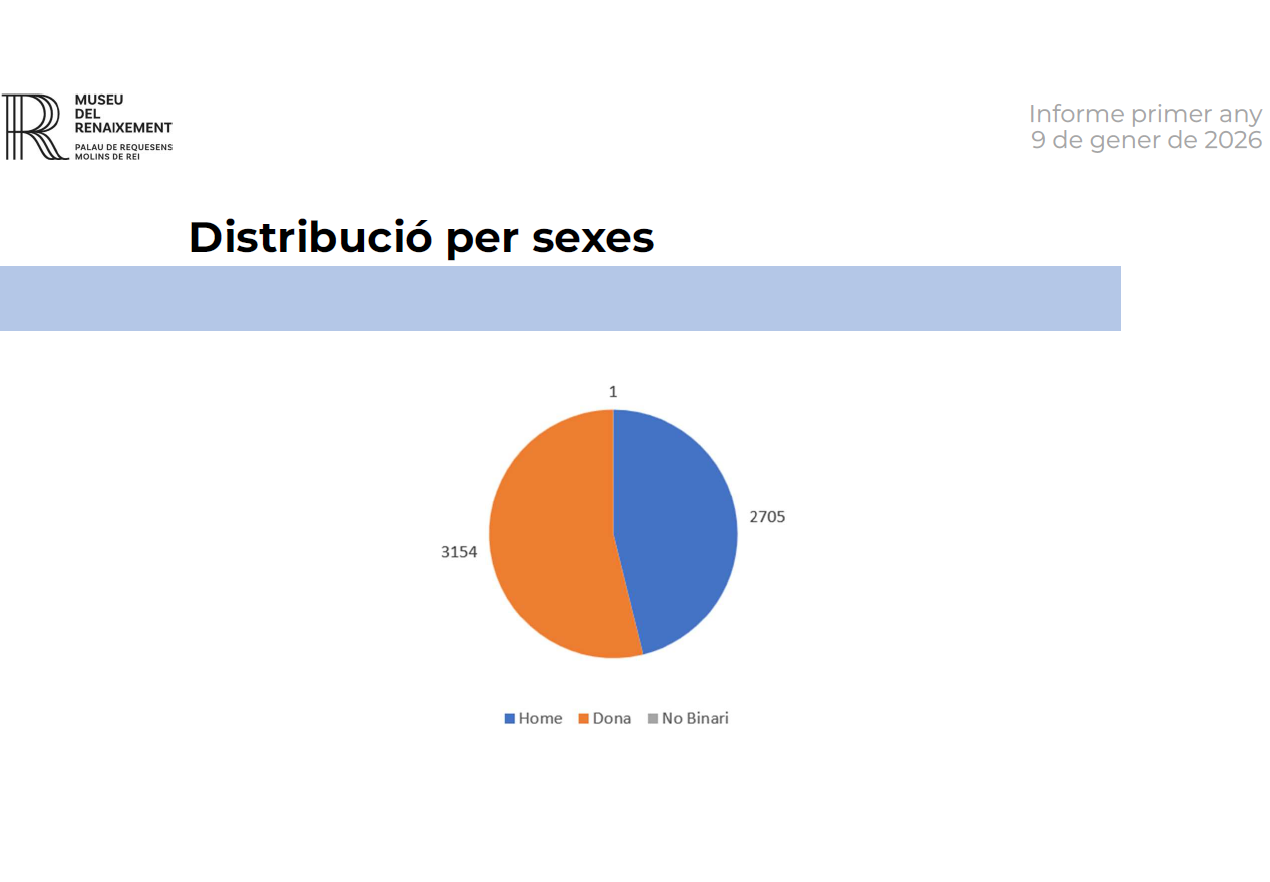 MUSEU
DEL
RENAIXEMENT
PALAU DE REQUESENS
MOLINS DE REI
Informe primer any
9 de gener de 2026
Distribució per sexes
1
2705
3154
Home Dona No Binari